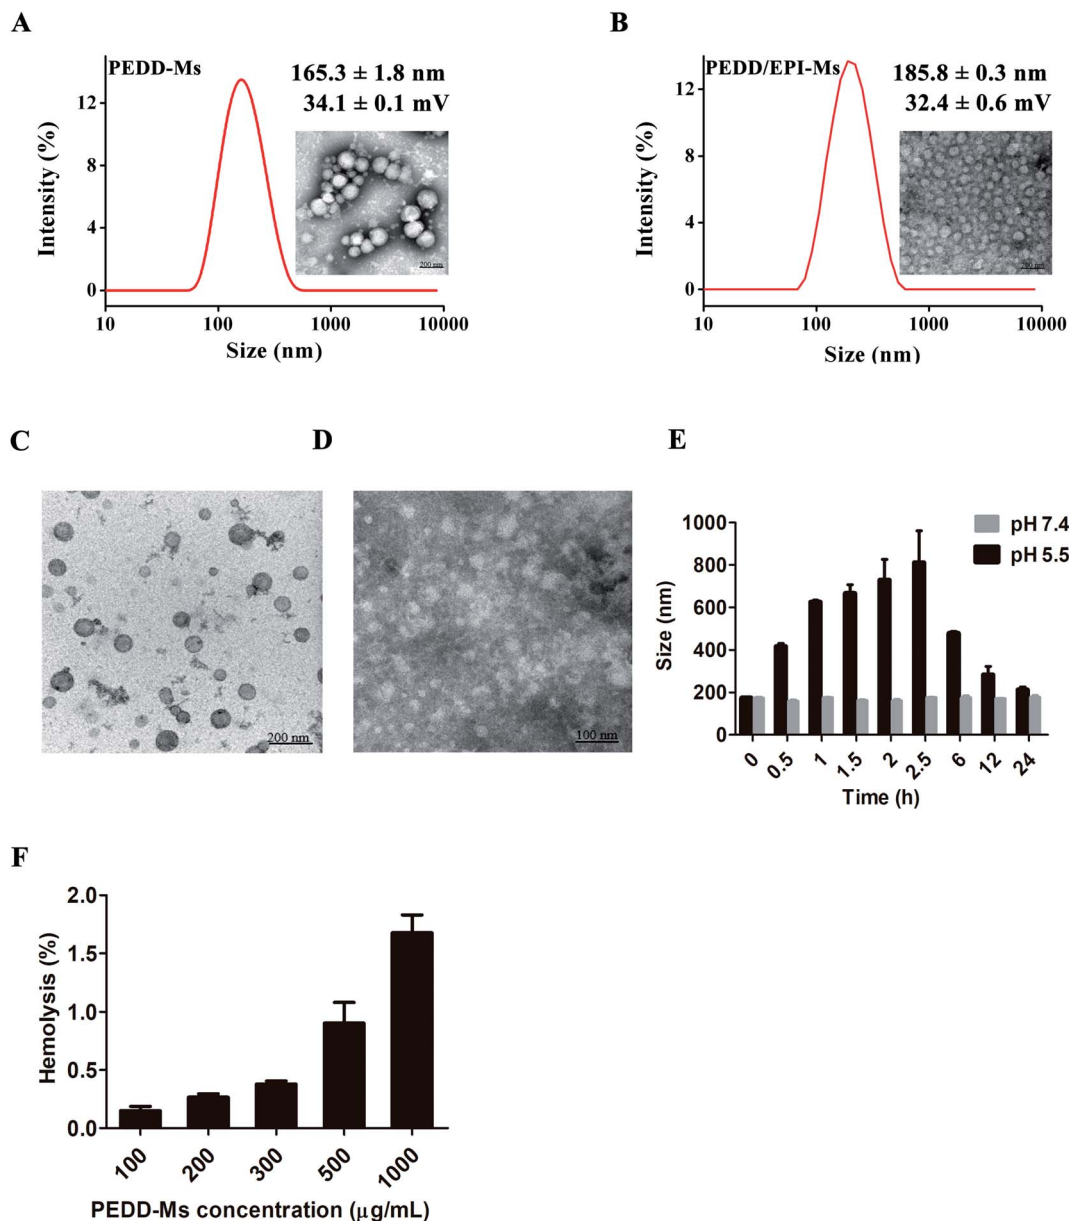 A
PEDD-Ms
165.3 ± 1.8 nm
34.1 ± 0.1 mV
Intensity (%)
12
8
4
0
200 nm
10
100
1000
10000
Size (nm)
B
PEDD/EPI-Ms
185.8 ± 0.3 nm
32.4 ± 0.6 mV
Intensity (%)
12
8
4
0
200 nm
10
100
1000
10000
Size (nm)
C
200 nm
D
100 nm
E
pH 7.4
pH 5.5
Size (nm)
1000
800
600
400
200
0
0
0.5
1
1.5
2
2.5
6
12
24
Time (h)
F
Hemolysis (%)
2.0
1.5
1.0
0.5
0.0
100
200
300
500
1000
PEDD-Ms concentration (μg/mL)